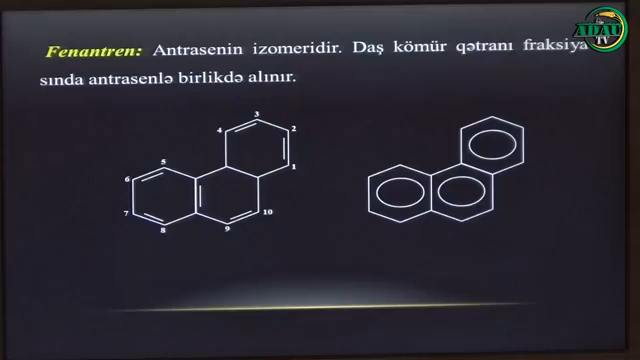 ADAU
TV
Fenantren: Antrasenin izomeridir. Daş kömür qətranı fraksiya
sında antrasenlə birlikdə alınır.
3
4
2
5
1
6
7
10
8
9